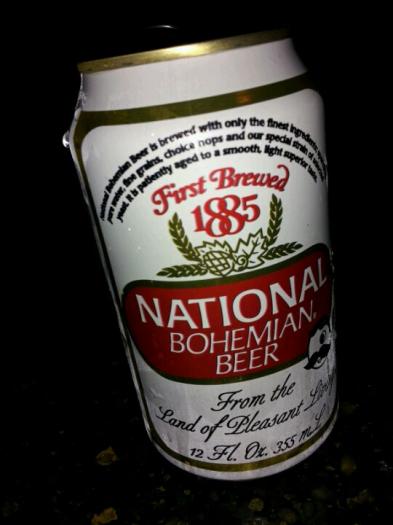 National Bohemian Beer is brewed with only the finest ingredients,
water, fine grains, choice hops and our special strain of
yeast. It is patiently aged to a smooth, light superior taste.
First Brewed
1885
NATIONAL
BOHEMIAN
BEER
From the
Land of Pleasant Living
12 Fl. Oz. 355 mL